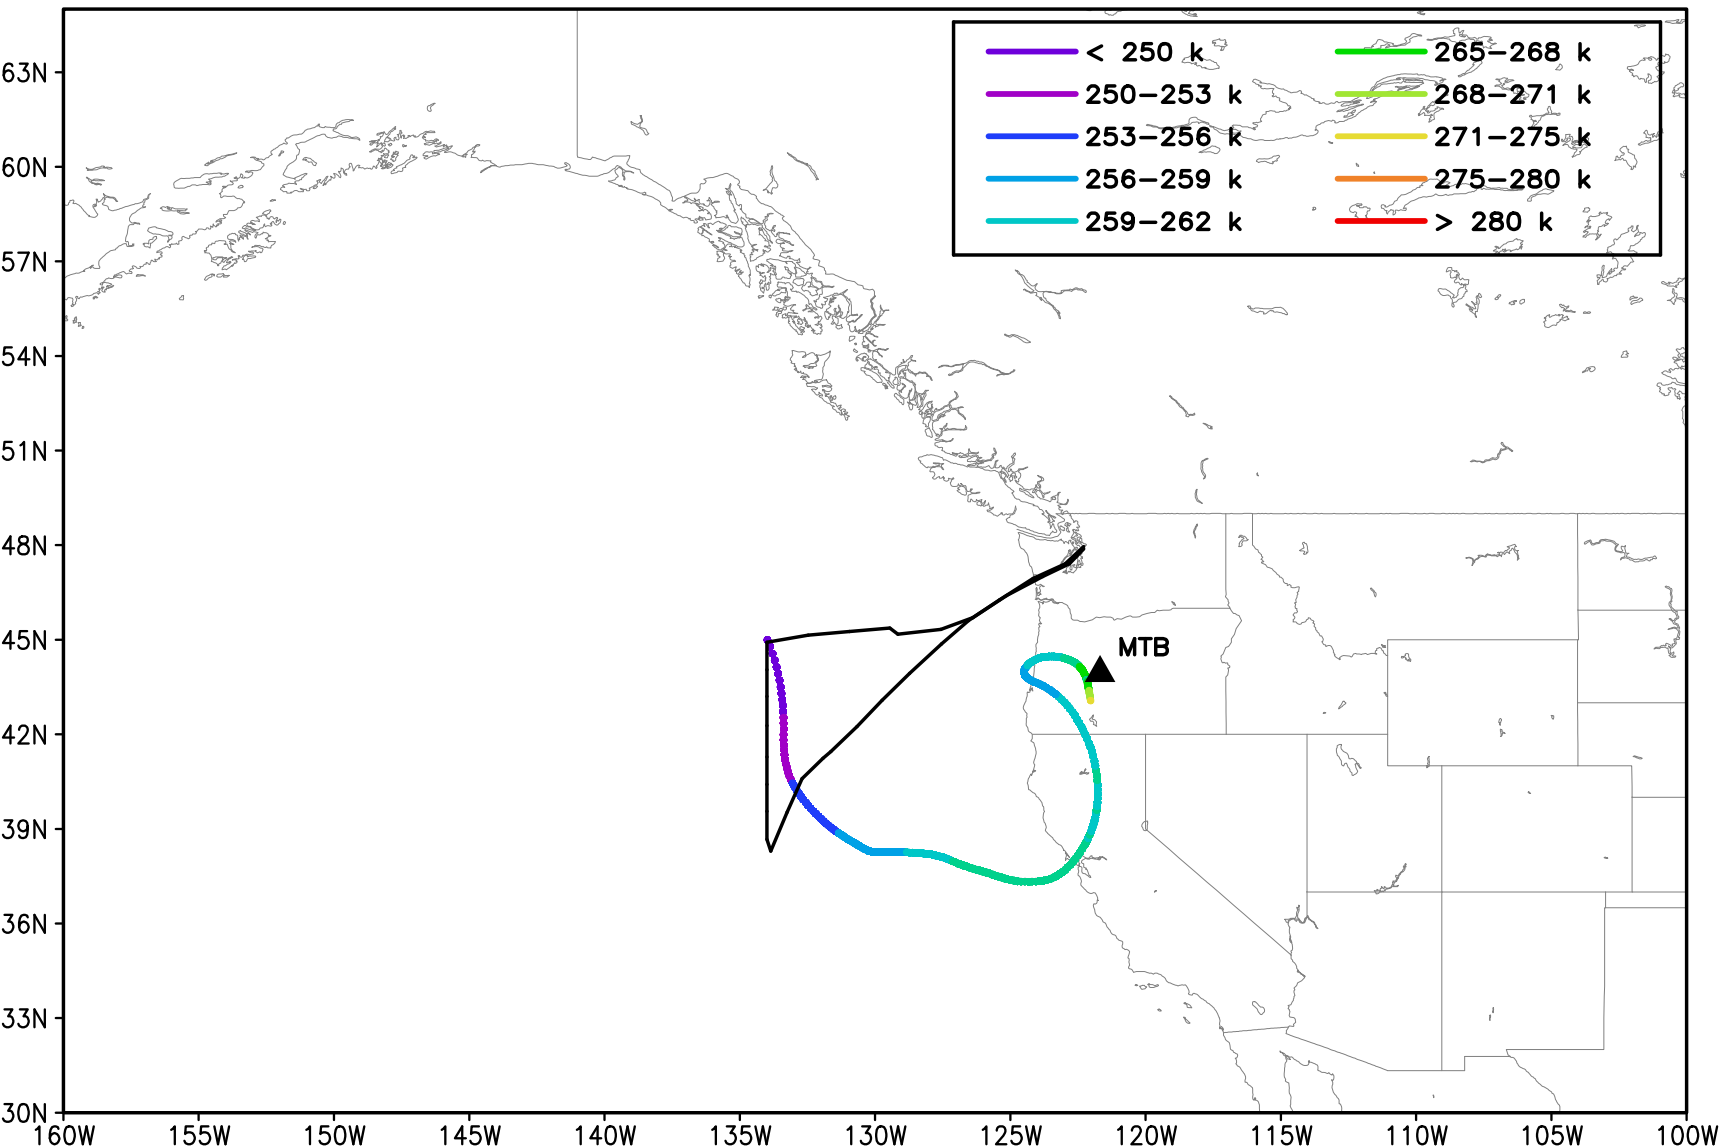 < 250 k
265–268 k
63N
250–253 k
268–271 k
253–256 k
271–275 k
60N
256–259 k
275–280 k
259–262 k
> 280 k
57N
54N
51N
48N
45N
MTB
42N
39N
36N
33N
30N
160W 155W 150W 145W 140W 135W 130W 125W 120W 115W 110W 105W 100W